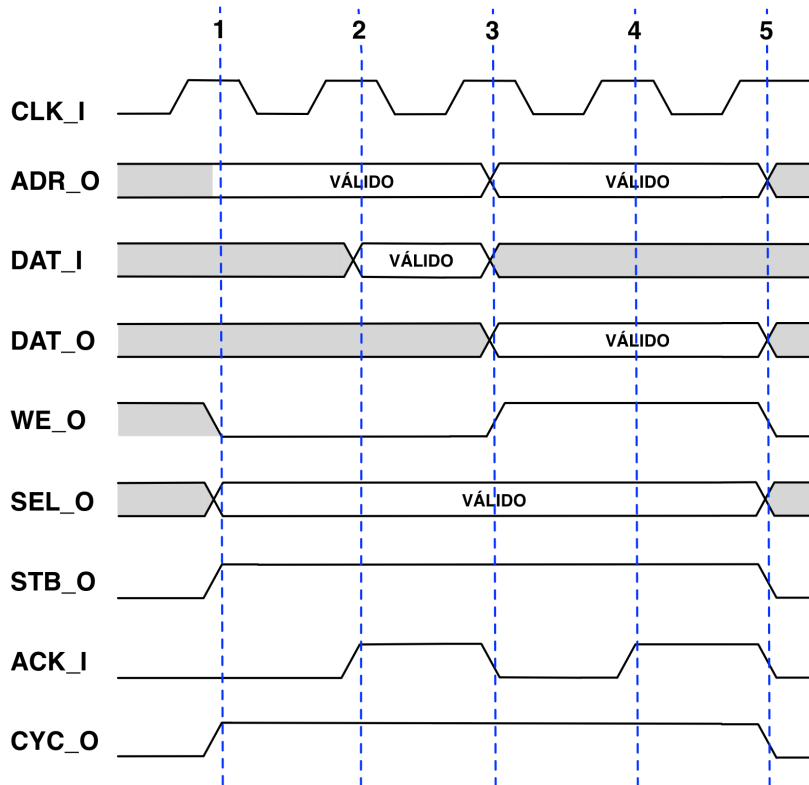 1 2 3 4 5
CLK_I
ADR_O VÁLIDO VÁLIDO
DAT_I VÁLIDO
DAT_O VÁLIDO
WE_O
SEL_O VÁLIDO
STB_O
ACK_I
CYC_O